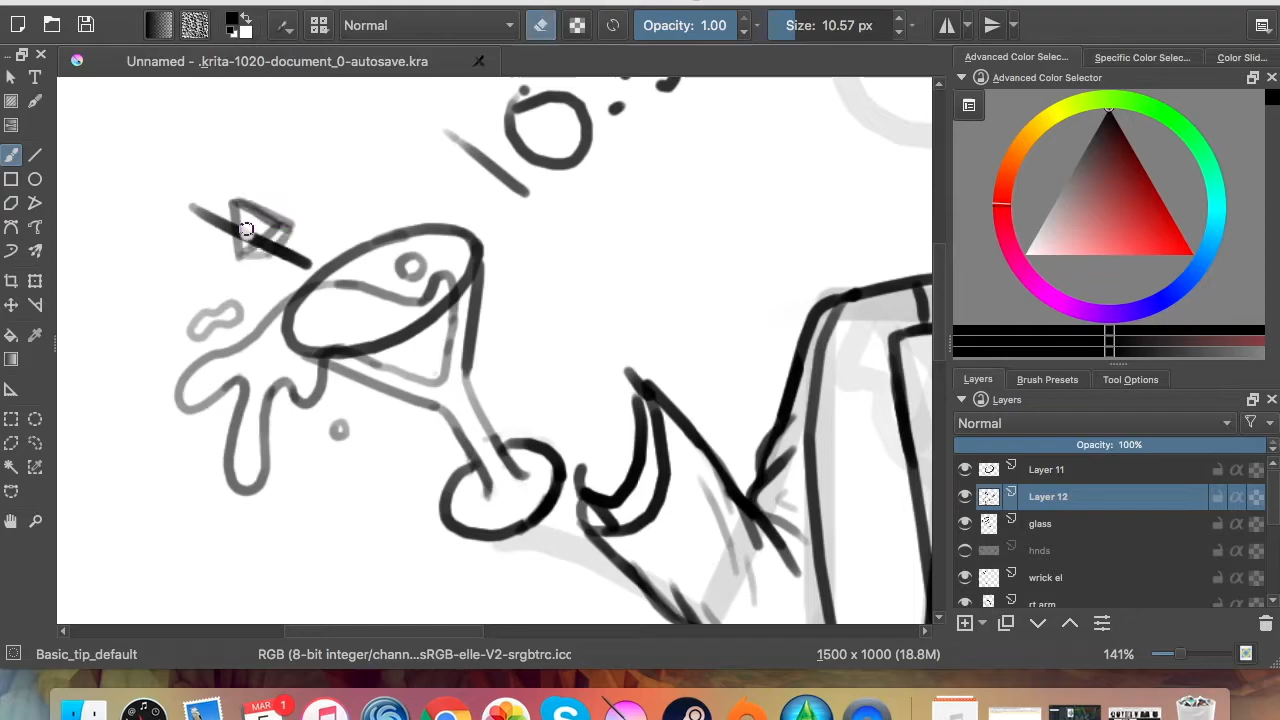 Normal
Opacity: 1.00
Size: 10.57 px
Unnamed - .krita-1020-document_0-autosave.kra
Advanced Color Selec...
Specific Color Selec...
Color Slid...
Advanced Color Selector
Layers
Brush Presets
Tool Options
Layers
Normal
Opacity: 100%
Layer 11
Layer 12
glass
hnds
wrick el
rt arm
Basic_tip_default
RGB (8-bit integer/chann...sRGB-elle-V2-srgbtrc.icc
1500 x 1000 (18.8M)
141%
MAR
1